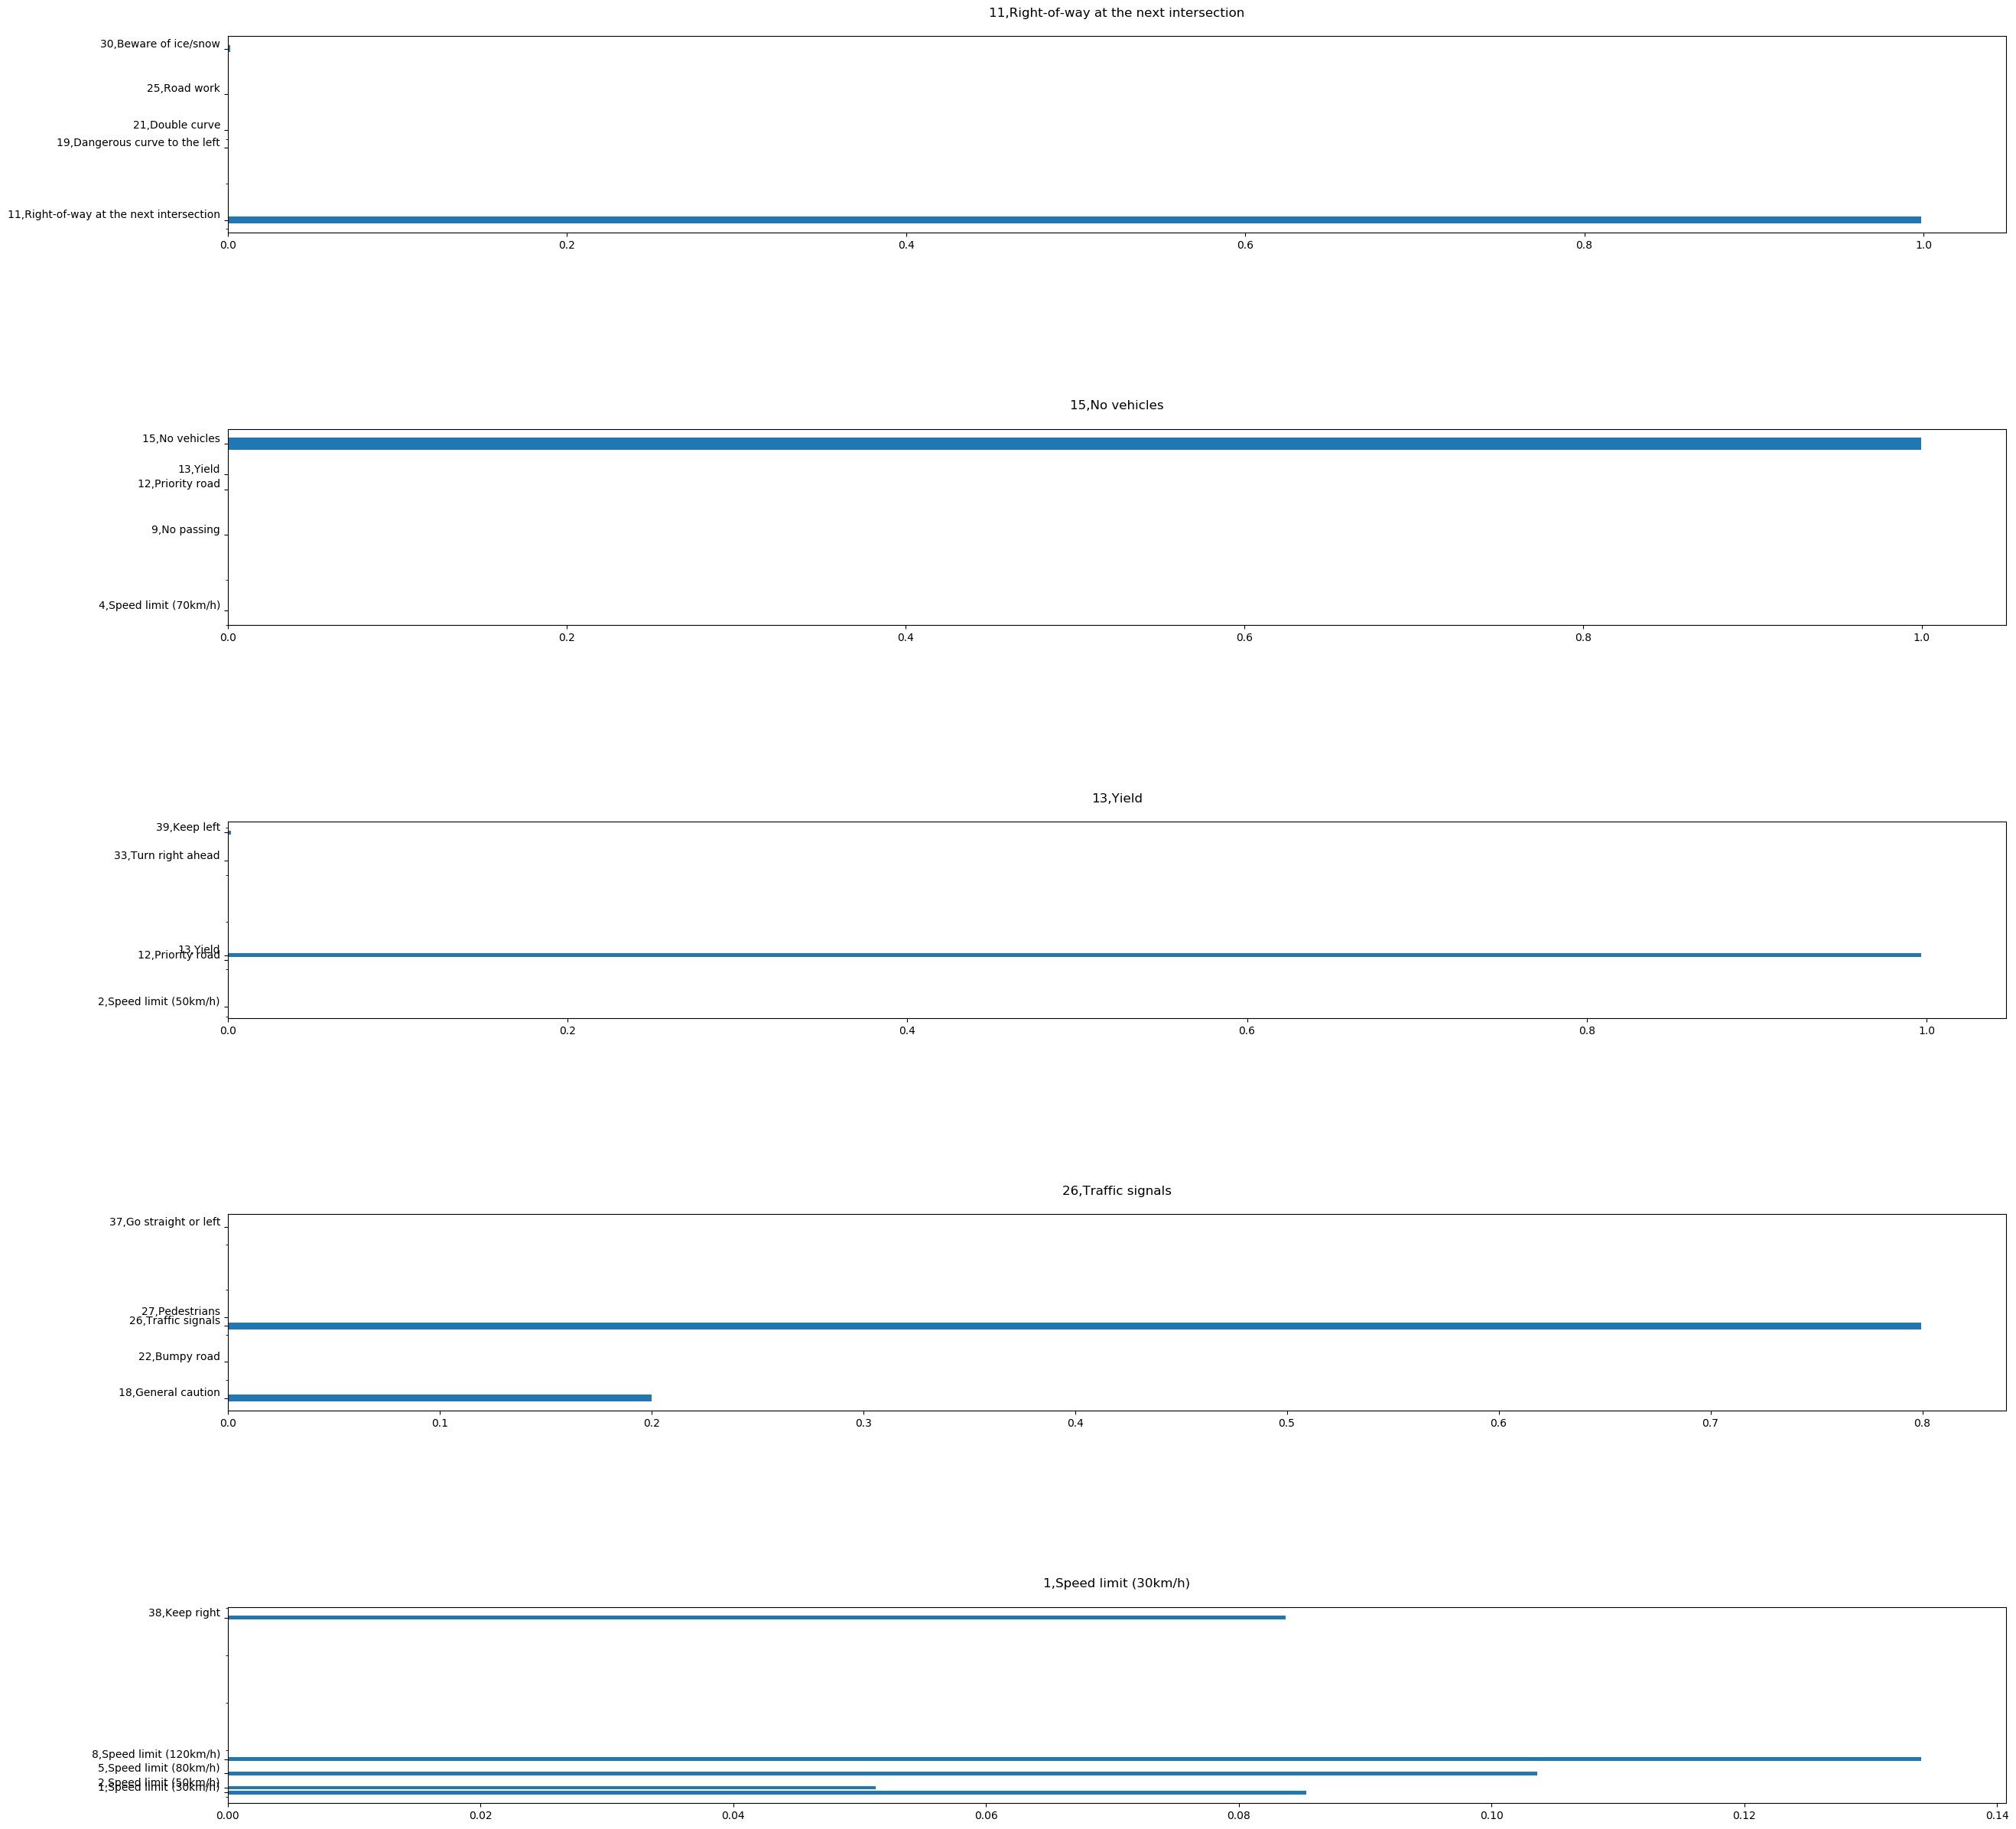 11,Right-of-way at the next intersection
30,Beware of ice/snow
25,Road work
21,Double curve
19,Dangerous curve to the left
11,Right-of-way at the next intersection
0.0 0.2 0.4 0.6 0.8 1.0
15,No vehicles
15,No vehicles
13,Yield
12,Priority road
9,No passing
4,Speed limit (70km/h)
0.0 0.2 0.4 0.6 0.8 1.0
13,Yield
39,Keep left
33,Turn right ahead
13,Yield
12,Priority road
2,Speed limit (50km/h)
0.0 0.2 0.4 0.6 0.8 1.0
26,Traffic signals
37,Go straight or left
27,Pedestrians
26,Traffic signals
22,Bumpy road
18,General caution
0.0 0.1 0.2 0.3 0.4 0.5 0.6 0.7 0.8
1,Speed limit (30km/h)
38,Keep right
8,Speed limit (120km/h)
5,Speed limit (80km/h)
2,Speed limit (50km/h)
1,Speed limit (30km/h)
0.00 0.02 0.04 0.06 0.08 0.10 0.12 0.14